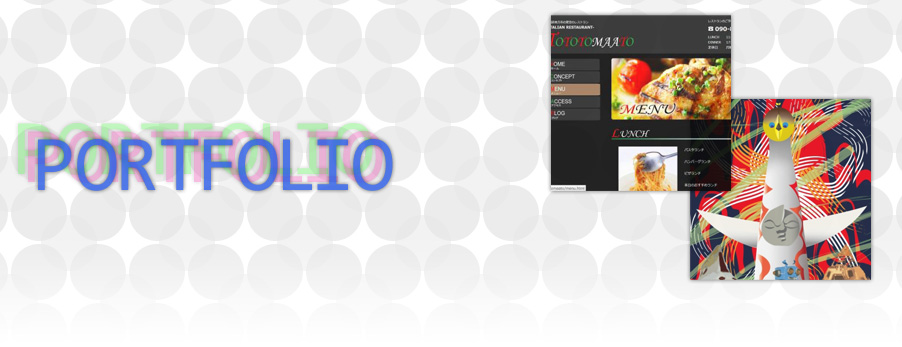 PORTFOLIO
ALIAN RESTAURANT-
TOTOTOMAATO
090-
LUNCH
DINNER
OME
ONCEPT
ENU
CCESS
LOG
MENU
LUNCH
パスタランチ
ハンバーグランチ
ピザランチ
本日のおすすめランチ